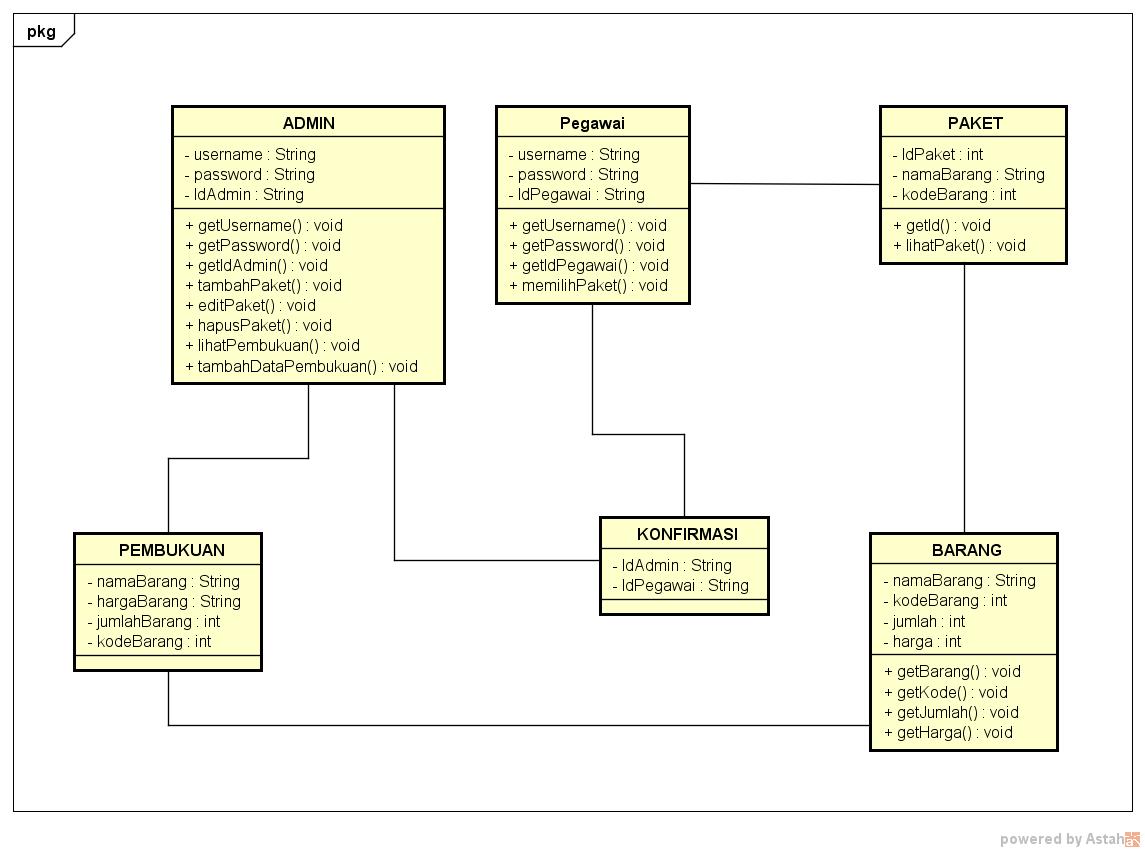 pkg
ADMIN
- username : String
- password : String
- IdAdmin : String
+ getUsername() : void
+ getPassword() : void
+ getIdAdmin() : void
+ tambahPaket() : void
+ editPaket() : void
+ hapusPaket() : void
+ lihatPembukuan() : void
+ tambahDataPembukuan() : void
Pegawai
- username : String
- password : String
- IdPegawai : String
+ getUsername() : void
+ getPassword() : void
+ getIdPegawai() : void
+ memilihPaket() : void
PAKET
- IdPaket : int
- namaBarang : String
- kodeBarang : int
+ getId() : void
+ lihatPaket() : void
PEMBUKUAN
- namaBarang : String
- hargaBarang : String
- jumlahBarang : int
- kodeBarang : int
KONFIRMASI
- IdAdmin : String
- IdPegawai : String
BARANG
- namaBarang : String
- kodeBarang : int
- jumlah : int
- harga : int
+ getBarang() : void
+ getKode() : void
+ getJumlah() : void
+ getHarga() : void
powered by Astah